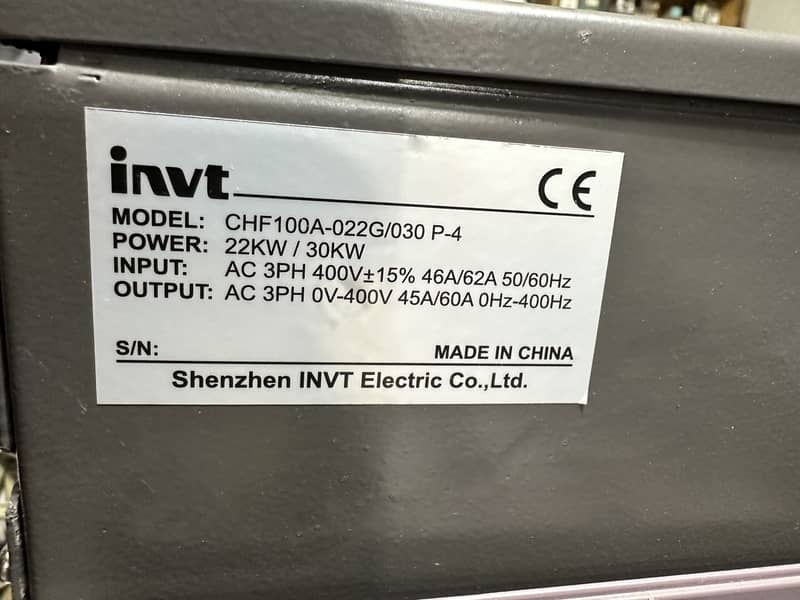 invt
CE
MODEL: CHF100A-022G/030 P-4
POWER: 22KW / 30KW
INPUT: AC 3PH 400V±15% 46A/62A 50/60Hz
OUTPUT: AC 3PH 0V-400V 45A/60A 0Hz-400Hz
S/N: MADE IN CHINA
Shenzhen INVT Electric Co.,Ltd.